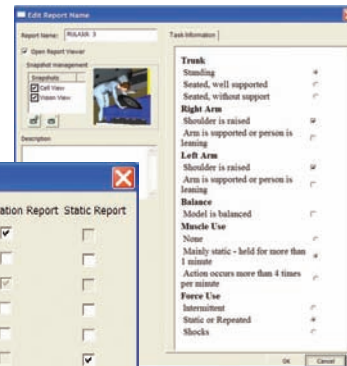 Edit Report Name
Report Name: RULAXR 3
Task Information
Open Report Viewer
Snapshot management
Snapshots
Cell View
Vision View
Description
Trunk
Standing
Seated, well supported
Seated, without support
Right Arm
Shoulder is raised
Arm is supported or person is
leaning
Left Arm
Shoulder is raised
Arm is supported or person is
leaning
Balance
Model is balanced
Muscle Use
None
Mainly static - held for more than
1 minute
Action occurs more than 4 times
per minute
Force Use
Intermittent
Static or Repeated
Shocks
OK Cancel
ation Report Static Report